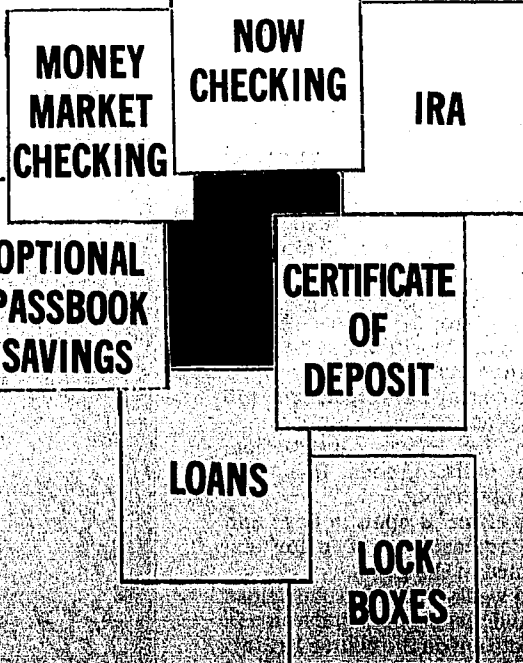 MONEY
MARKET
CHECKING
NOW
CHECKING
IRA
OPTIONAL
PASSBOOK
SAVINGS
CERTIFICATE
OF
DEPOSIT
LOANS
LOCK
BOXES